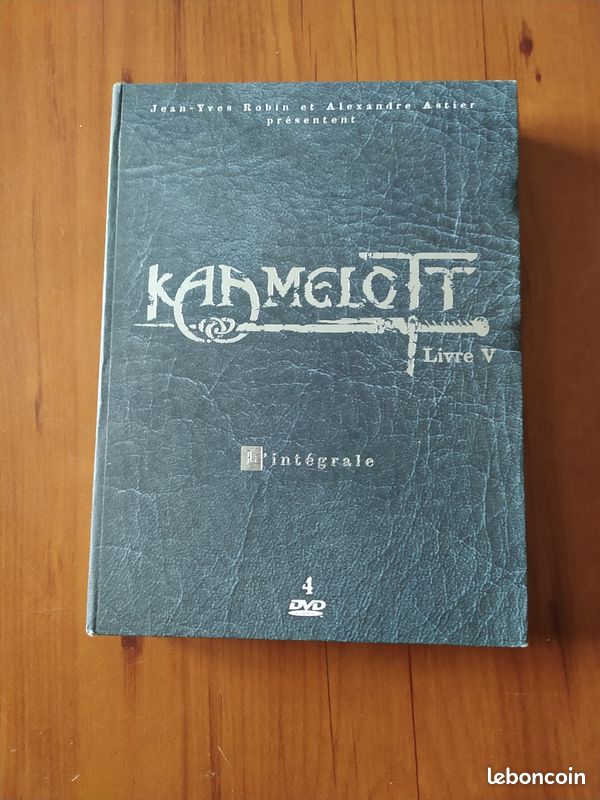 Jean-Yves Robin et Alexandre Astier
présentent
KAAMELOTT
Livre V
L'intégrale
4
DVD
leboncoin